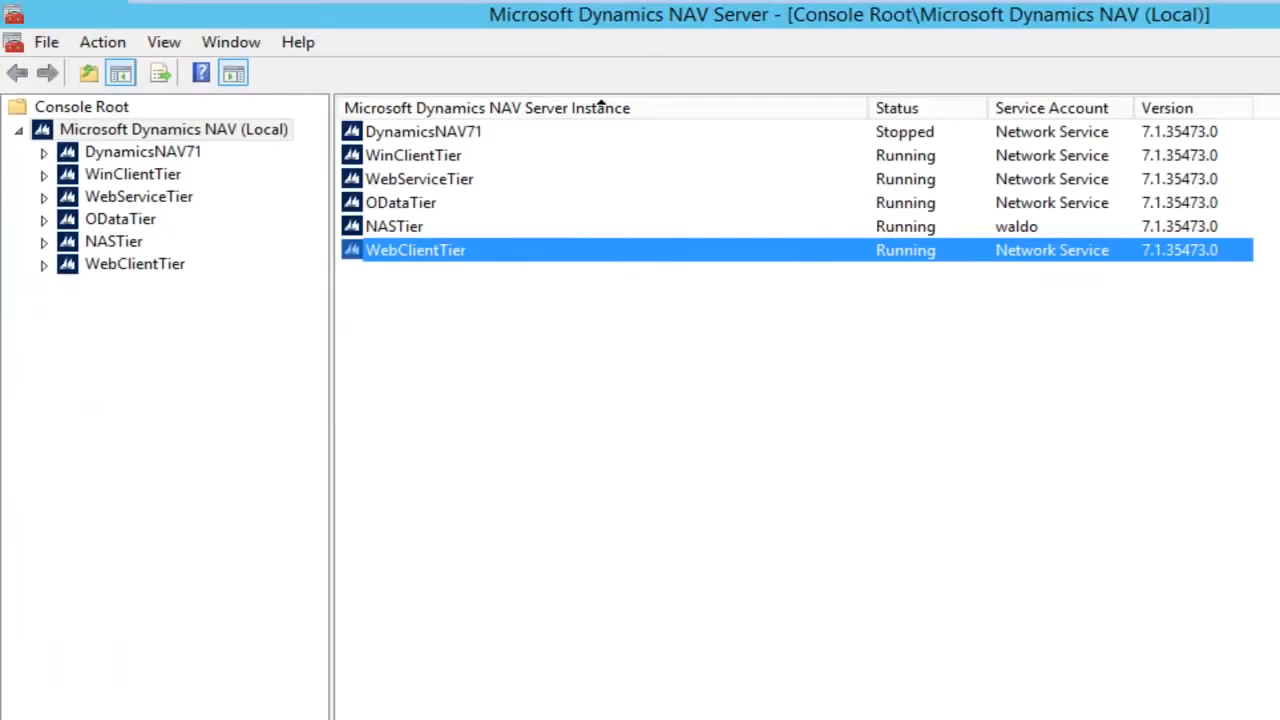 Microsoft Dynamics NAV Server - [Console Root\Microsoft Dynamics NAV (Local)]
File Action View Window Help
Console Root
Microsoft Dynamics NAV (Local)
DynamicsNAV71
WinClientTier
WebServiceTier
ODataTier
NASTier
WebClientTier
Microsoft Dynamics NAV Server Instance Status Service Account Version
DynamicsNAV71 Stopped Network Service 7.1.35473.0
WinClientTier Running Network Service 7.1.35473.0
WebServiceTier Running Network Service 7.1.35473.0
ODataTier Running Network Service 7.1.35473.0
NASTier Running waldo 7.1.35473.0
WebClientTier Running Network Service 7.1.35473.0